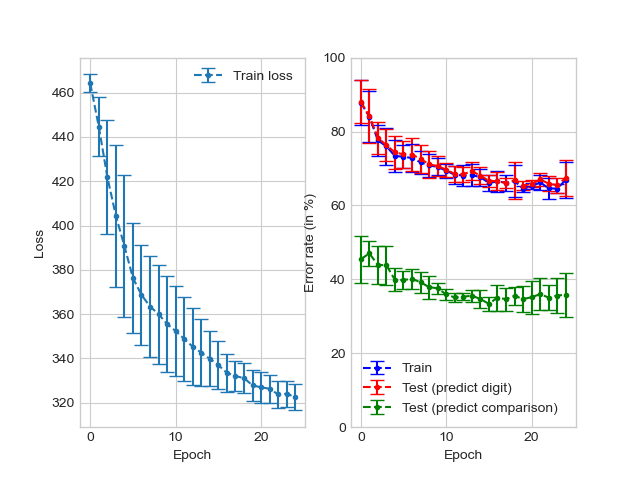 Train loss
460
440
420
400
380
360
340
320
Loss
0
10
20
Epoch
100
80
60
40
20
0
Error rate (in %)
Train
Test (predict digit)
Test (predict comparison)
0
10
20
Epoch